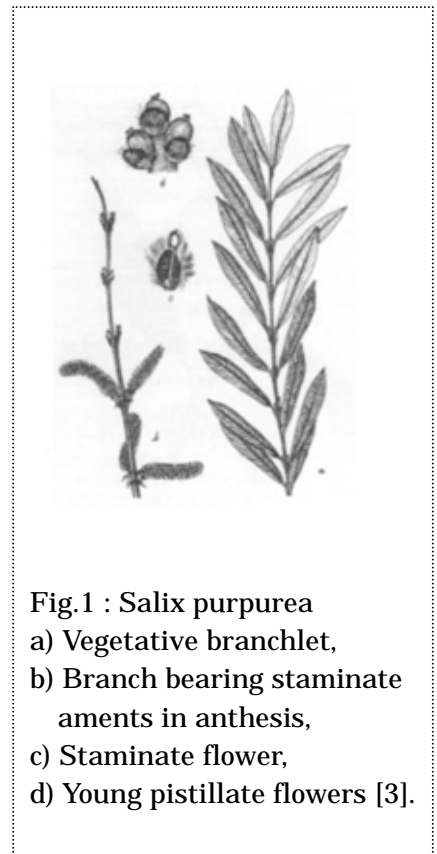 Fig.1 : Salix purpurea
a) Vegetative branchlet,
b) Branch bearing staminate
aments in anthesis,
c) Staminate flower,
d) Young pistillate flowers [3].